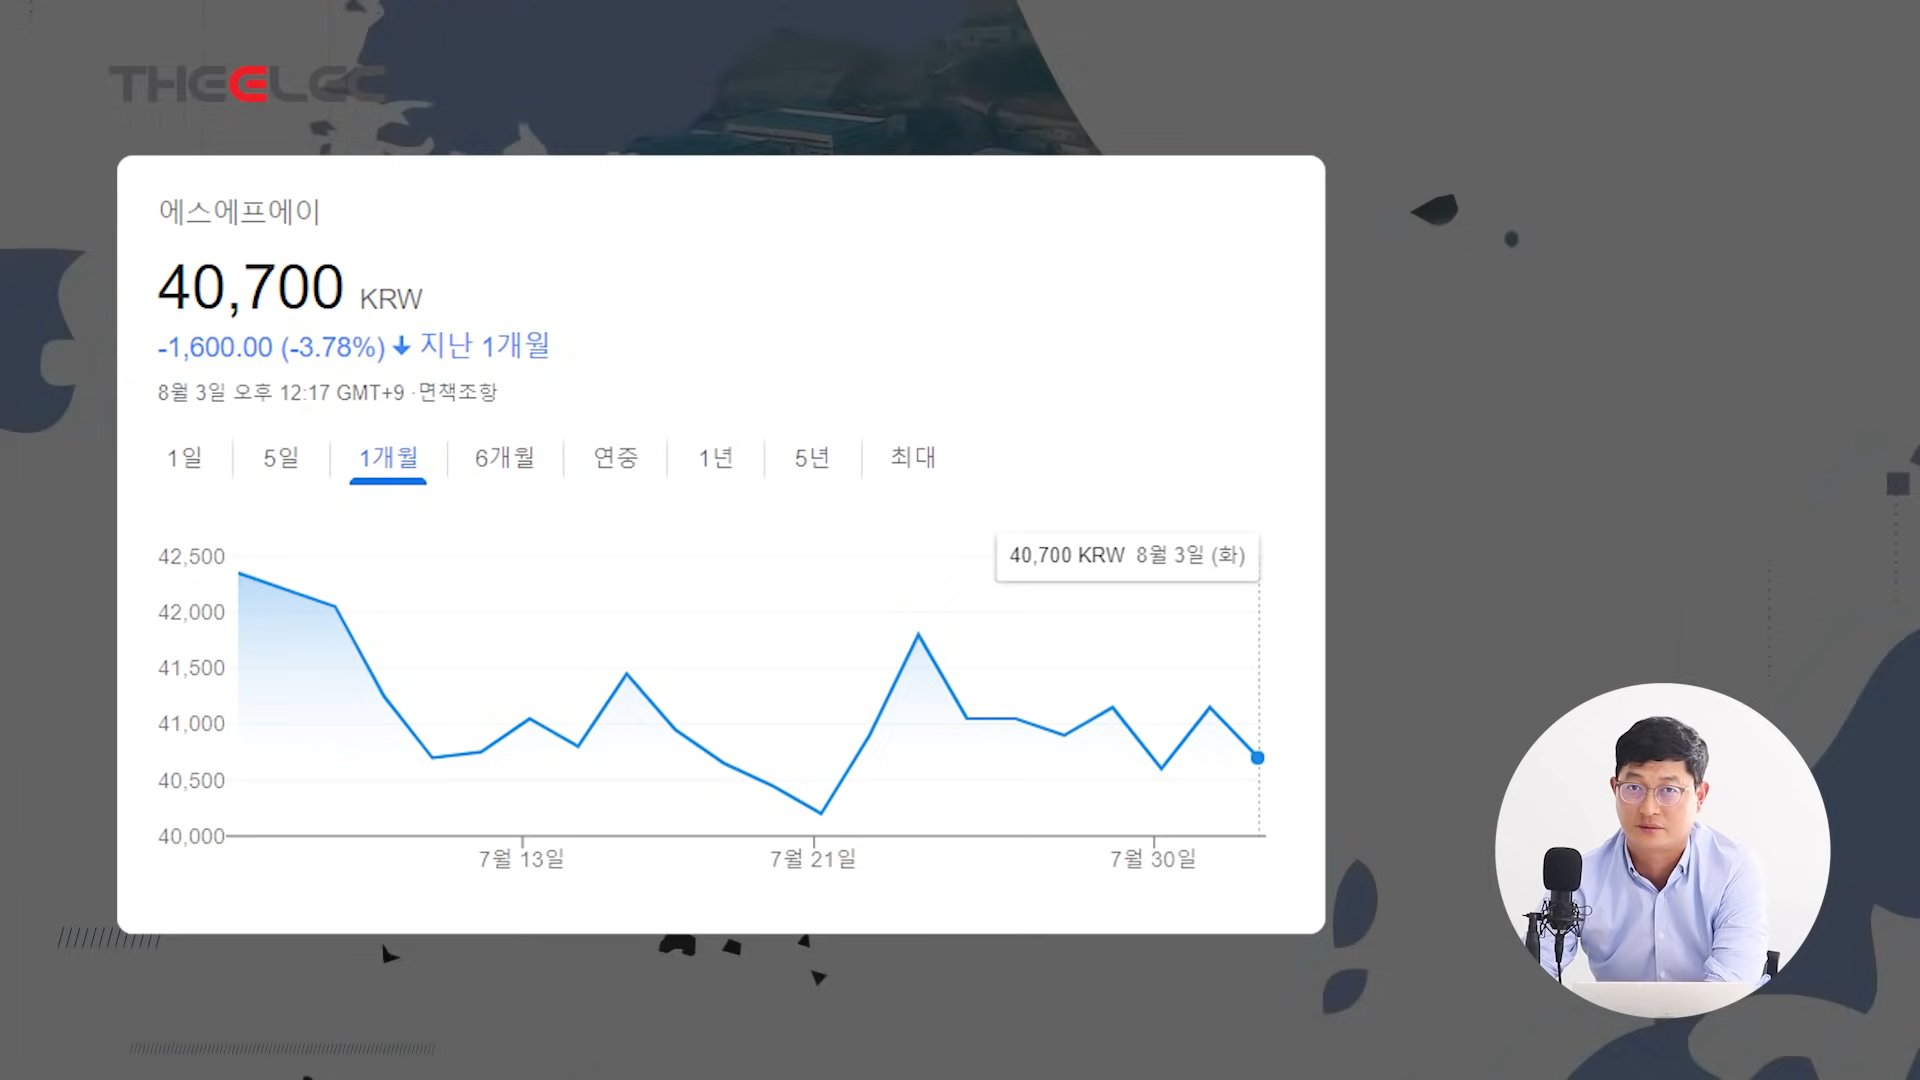 THEELEC
에스에프에이
40,700 KRW
-1,600.00 (-3.78%) ↓ 지난 1개월
8월 3일 오후 12:17 GMT+9 ·면책조항
1일 5일 1개월 6개월 연중 1년 5년 최대
40,700 KRW 8월 3일 (화)
42,500
42,000
41,500
41,000
40,500
40,000
7월 13일 7월 21일 7월 30일